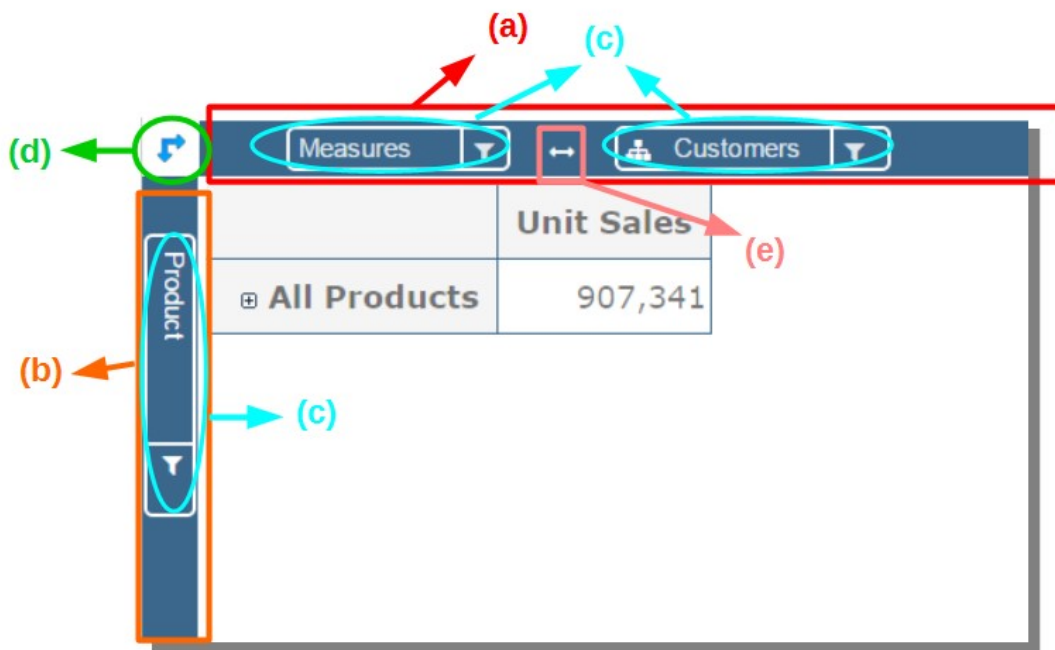 (a)
(c)
(d)
Measures
Customers
(e)
Unit Sales
Product
All Products 907,341
(b)
(c)